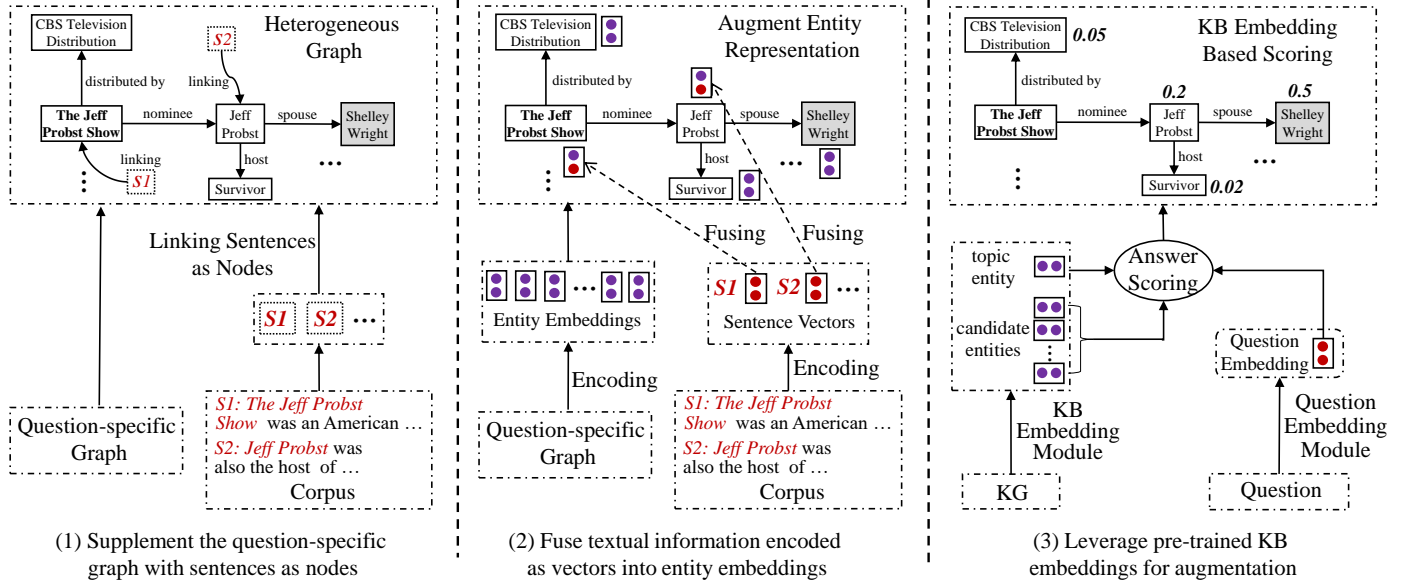 CBS Television
Distribution
S2
Heterogeneous
Graph
distributed by
linking
The Jeff
Probst Show
nominee
Jeff
Probst
spouse
Shelley
Wright
linking
S1
host
...
⋮
Survivor
Linking Sentences
as Nodes
S1 S2 ...
Question-specific
Graph
S1: The Jeff Probst
Show was an American ...
S2: Jeff Probst was
also the host of ...
Corpus
(1) Supplement the question-specific
graph with sentences as nodes
CBS Television
Distribution
Augment Entity
Representation
distributed by
The Jeff
Probst Show
nominee
Jeff
Probst
spouse
Shelley
Wright
host
...
⋮
Survivor
Fusing
Fusing
...
Entity Embeddings
S1 S2 ...
Sentence Vectors
Encoding
Encoding
Question-specific
Graph
S1: The Jeff Probst
Show was an American ...
S2: Jeff Probst was
also the host of ...
Corpus
(2) Fuse textual information encoded
as vectors into entity embeddings
CBS Television
Distribution
0.05
KB Embedding
Based Scoring
distributed by
0.2
0.5
The Jeff
Probst Show
nominee
Jeff
Probst
spouse
Shelley
Wright
host
...
⋮
Survivor
0.02
topic
entity
Answer
Scoring
candidate
entities
⋮
Question
Embedding
KB
Embedding
Module
Question
Embedding
Module
KG
Question
(3) Leverage pre-trained KB
embeddings for augmentation